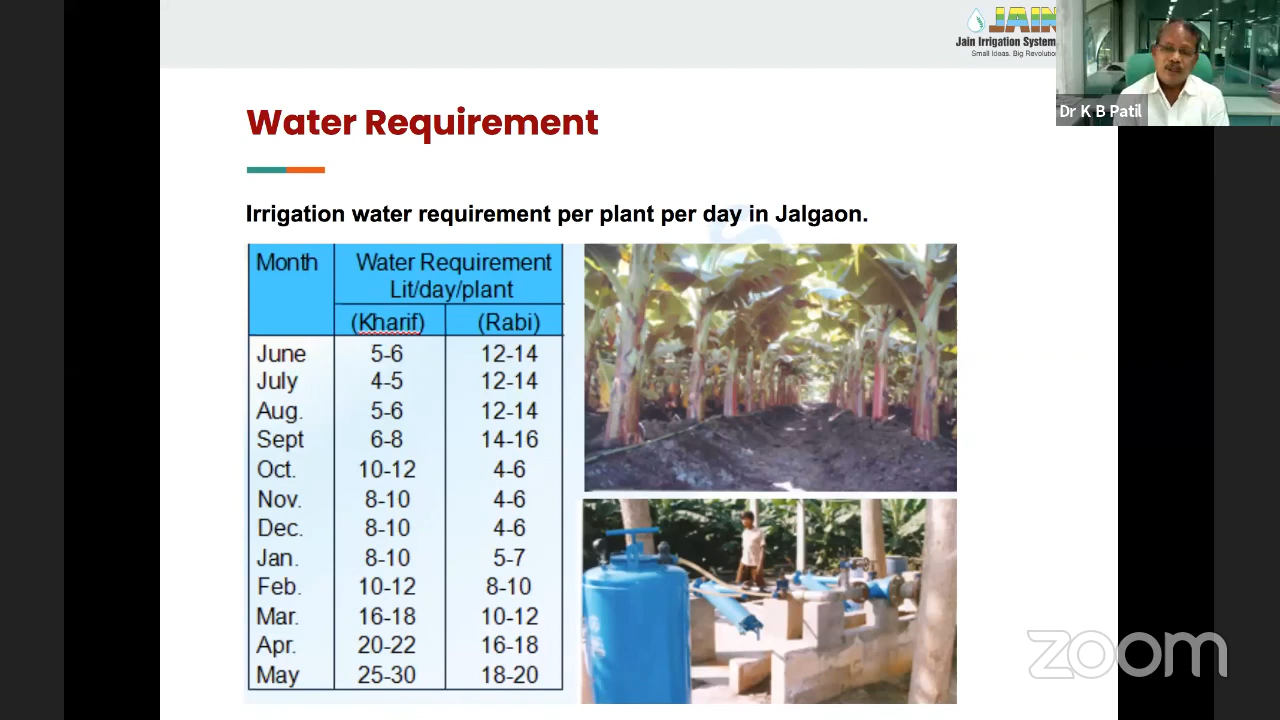 JAIN
Jain Irrigation System
Small Ideas. Big Revolution
Dr K B Patil
Water Requirement
Irrigation water requirement per plant per day in Jalgaon.
Month Water Requirement
Lit/day/plant
(Kharif) (Rabi)
June 5-6 12-14
July 4-5 12-14
Aug. 5-6 12-14
Sept 6-8 14-16
Oct. 10-12 4-6
Nov. 8-10 4-6
Dec. 8-10 4-6
Jan. 8-10 5-7
Feb. 10-12 8-10
Mar. 16-18 10-12
Apr. 20-22 16-18
May 25-30 18-20
zoom